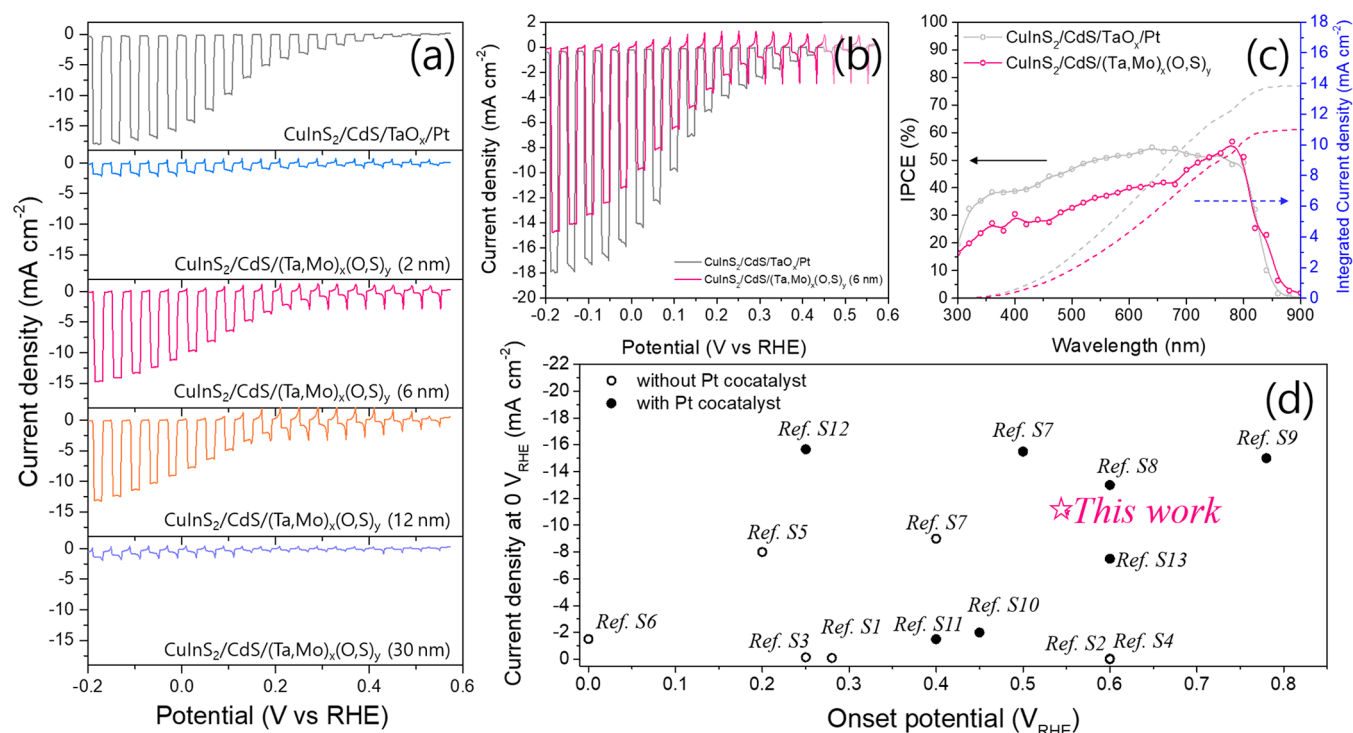 (a)
0
-5
-10
-15
CuInS2/CdS/TaOx/Pt
0
-5
-10
-15
CuInS2/CdS/(Ta,Mo)x(O,S)y (2 nm)
0
-5
-10
-15
CuInS2/CdS/(Ta,Mo)x(O,S)y (6 nm)
0
-5
-10
-15
CuInS2/CdS/(Ta,Mo)x(O,S)y (12 nm)
0
-5
-10
-15
CuInS2/CdS/(Ta,Mo)x(O,S)y (30 nm)
-0.2 0.0 0.2 0.4 0.6
Potential (V vs RHE)
Current density (mA cm-2)
(b)
2
0
-2
-4
-6
-8
-10
-12
-14
-16
-18
-20
CuInS2/CdS/TaOx/Pt
CuInS2/CdS/(Ta,Mo)x(O,S)y (6 nm)
-0.2 -0.1 0.0 0.1 0.2 0.3 0.4 0.5 0.6
Potential (V vs RHE)
Current density (mA cm-2)
(c)
100
90
80
70
60
50
40
30
20
10
0
IPCE (%)
CuInS2/CdS/TaOx/Pt
CuInS2/CdS/(Ta,Mo)x(O,S)y
18
16
14
12
10
8
6
4
2
0
Integrated Current density (mA cm-2)
300 400 500 600 700 800 900
Wavelength (nm)
(d)
-22
-20
-18
-16
-14
-12
-10
-8
-6
-4
-2
0
Current density at 0 VRHE (mA cm-2)
without Pt cocatalyst
with Pt cocatalyst
Ref. S12
Ref. S7
Ref. S9
Ref. S8
This work
Ref. S5
Ref. S7
Ref. S13
Ref. S6
Ref. S3
Ref. S1
Ref. S11
Ref. S10
Ref. S2
Ref. S4
0.0 0.1 0.2 0.3 0.4 0.5 0.6 0.7 0.8
Onset potential (VRHE)